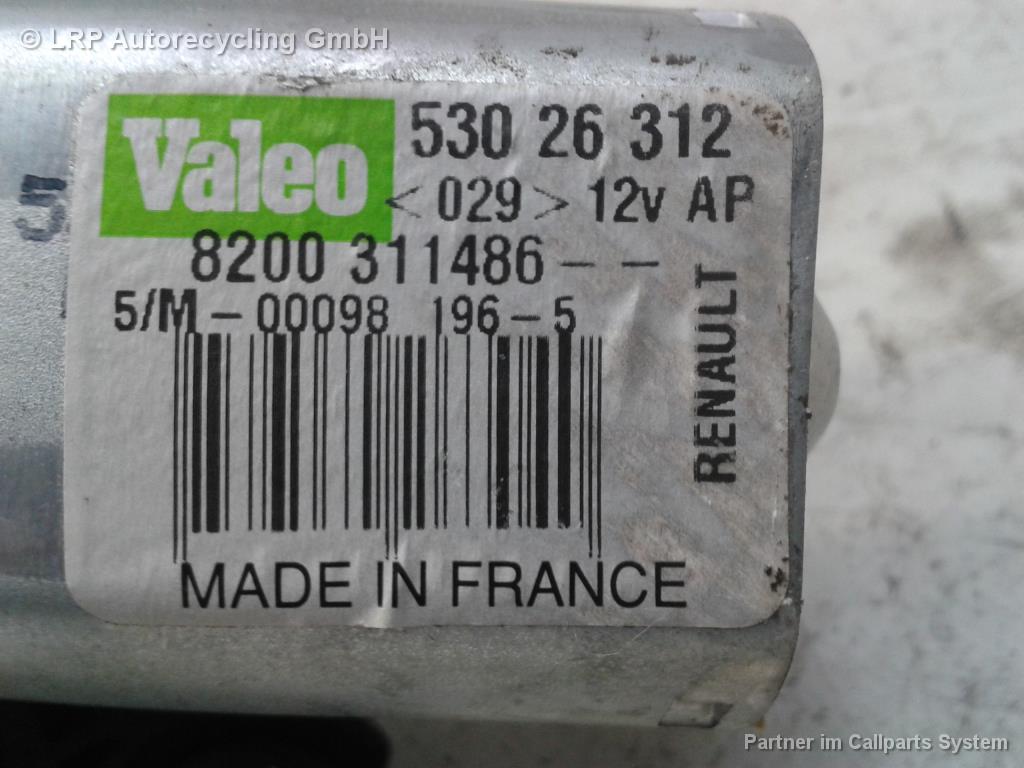 © LRP Autorecycling GmbH
Valeo 530 26 312
<029> 12v AP
8200 311486--
5/M-00098 196-5
RENAULT
MADE IN FRANCE
Partner im Callparts System